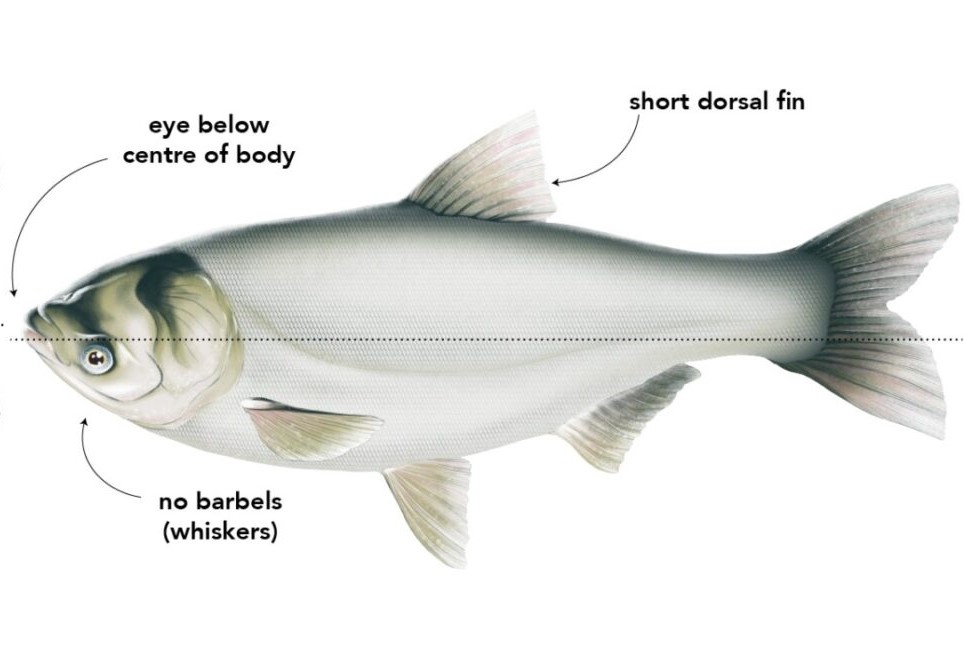 short dorsal fin
eye below
centre of body
no barbels
(whiskers)